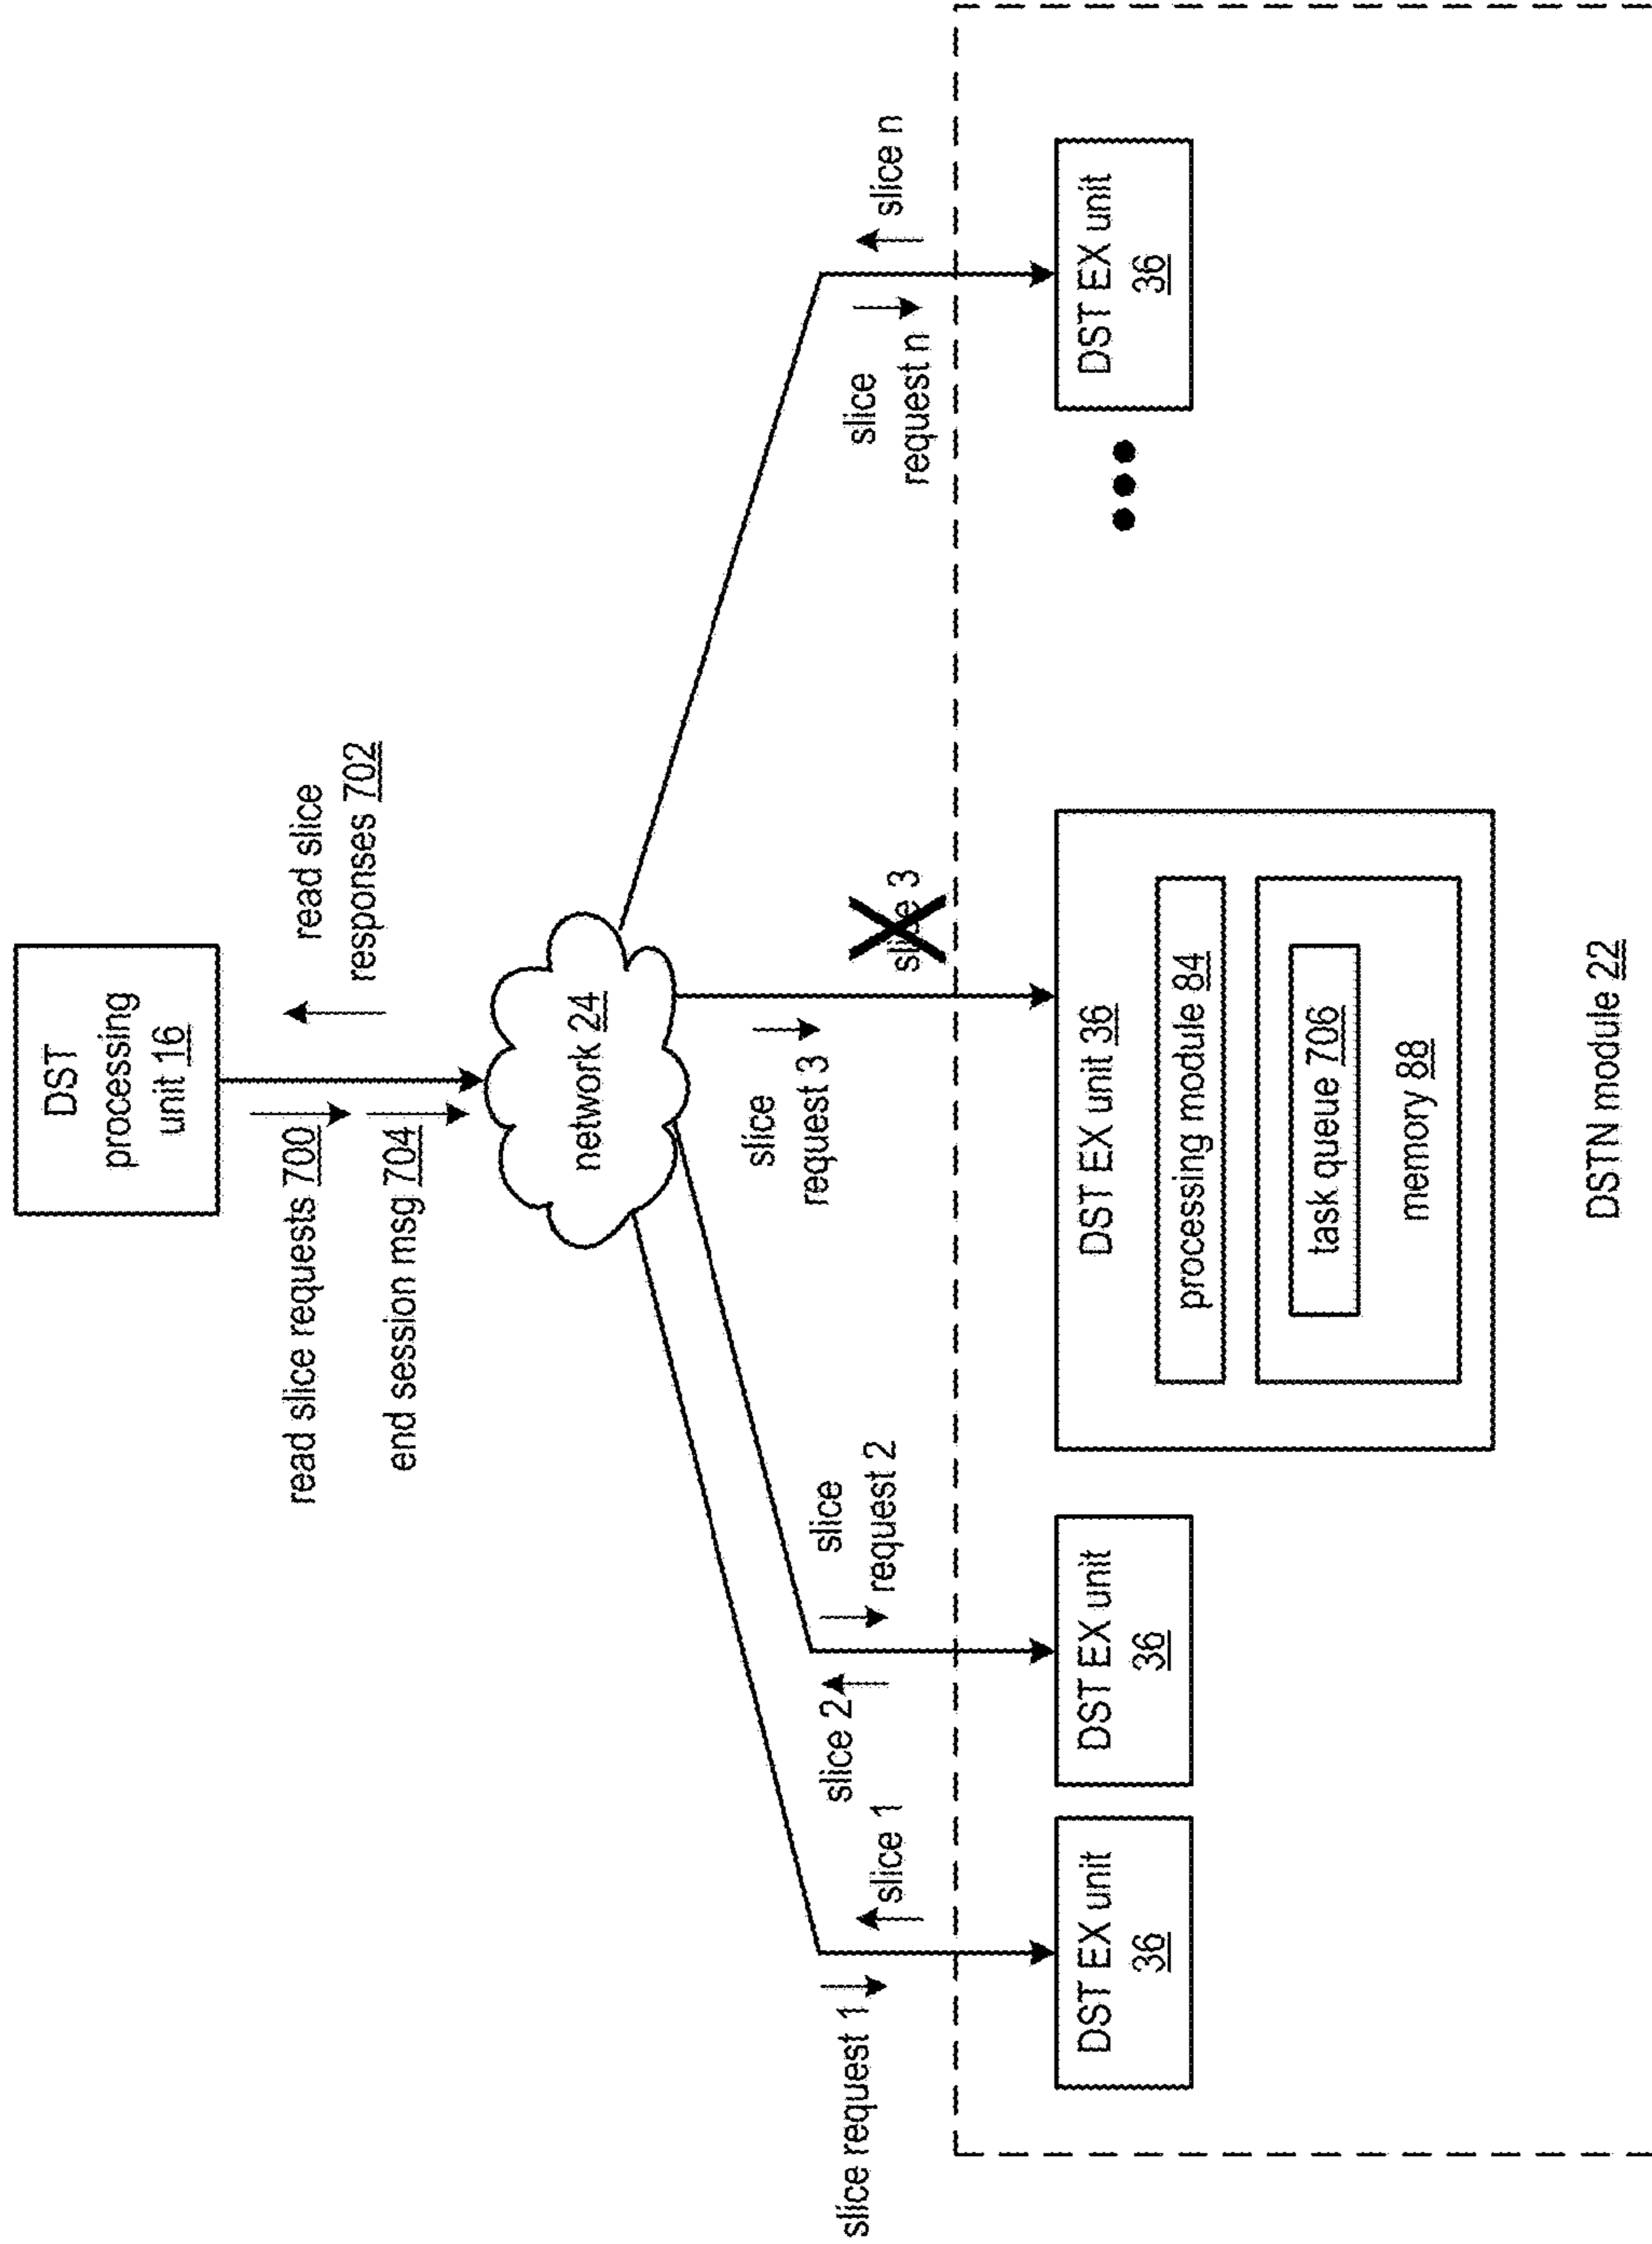 DST
processing
unit 16
read slice requests 700
end session msg 704
read slice
responses 702
network 24
slice request 1
slice 1
slice 2
slice
request 2
slice
request 3
slice 3
slice
request n
slice n
DST EX unit
36
DST EX unit
36
DST EX unit 36
processing module 84
task queue 706
memory 88
DST EX unit
36
DSTN module 22